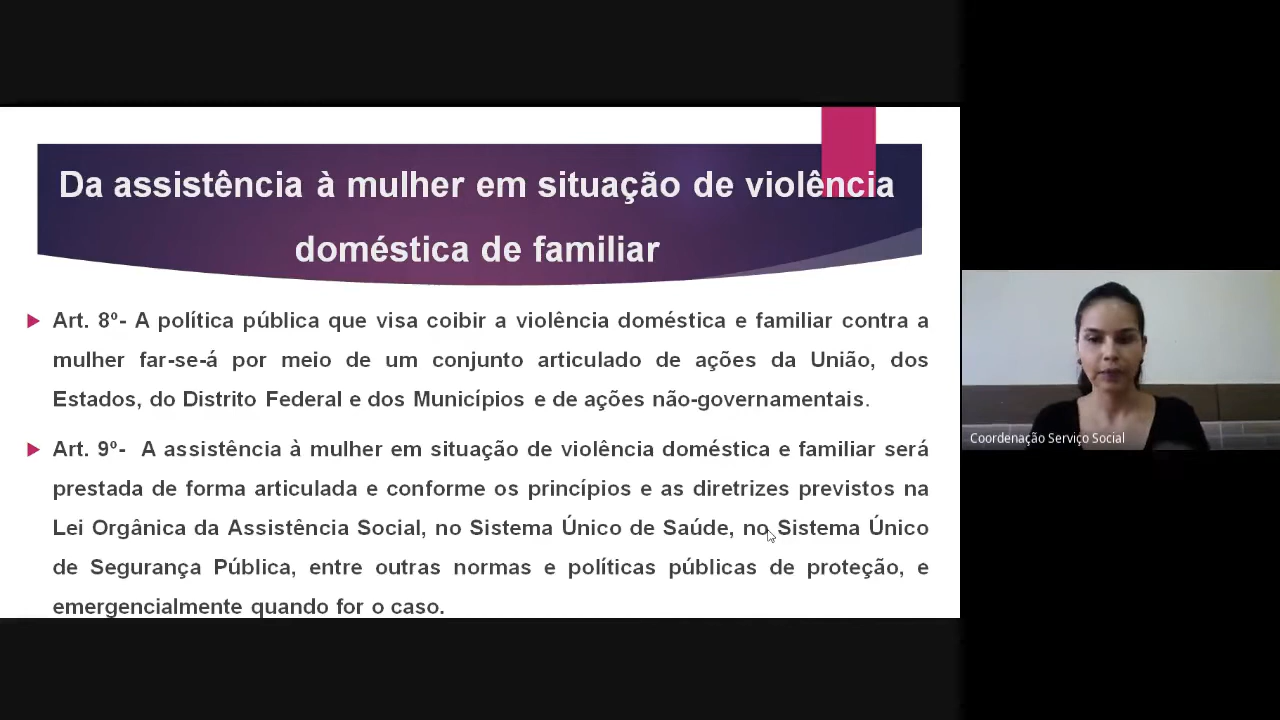 Da assistência à mulher em situação de violência
doméstica de familiar
Art. 8º- A política pública que visa coibir a violência doméstica e familiar contra a
mulher far-se-á por meio de um conjunto articulado de ações da União, dos
Estados, do Distrito Federal e dos Municípios e de ações não-governamentais.
Art. 9º- A assistência à mulher em situação de violência doméstica e familiar será
prestada de forma articulada e conforme os princípios e as diretrizes previstos na
Lei Orgânica da Assistência Social, no Sistema Único de Saúde, no Sistema Único
de Segurança Pública, entre outras normas e políticas públicas de proteção, e
emergencialmente quando for o caso.
Coordenação Serviço Social